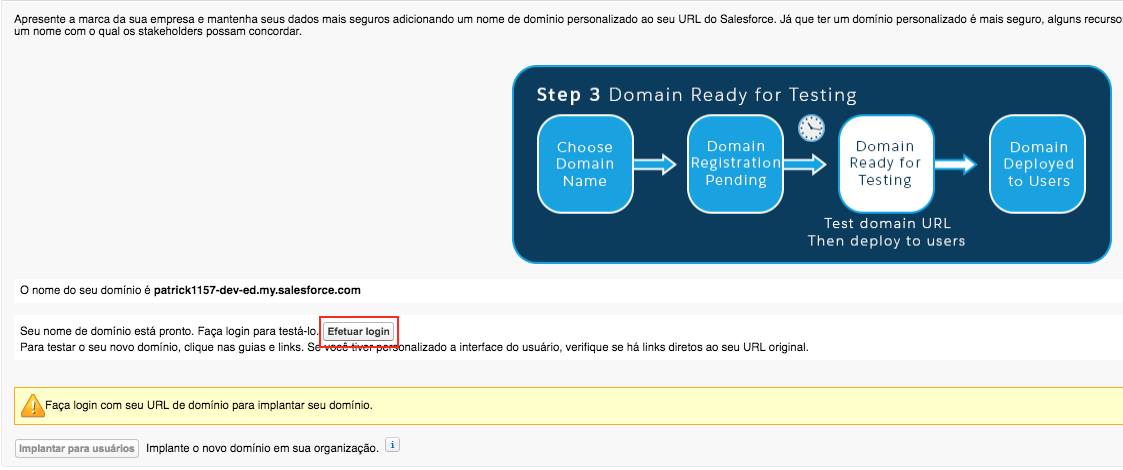 Apresente a marca da sua empresa e mantenha seus dados mais seguros adicionando um nome de domínio personalizado ao seu URL do Salesforce. Já que ter um domínio personalizado é mais seguro, alguns recurso
um nome com o qual os stakeholders possam concordar.
Step 3 Domain Ready for Testing
Choose
Domain
Name
Domain
Registration
Pending
Domain
Ready for
Testing
Domain
Deployed
to Users
Test domain URL
Then deploy to users
O nome do seu domínio é patrick1157-dev-ed.my.salesforce.com
Seu nome de domínio está pronto. Faça login para testá-lo. Efetuar login
Para testar o seu novo domínio, clique nas guias e links. Se você tiver personalizado a interface do usuário, verifique se há links diretos ao seu URL original.
Faça login com seu URL de domínio para implantar seu domínio.
Implantar para usuários Implante o novo domínio em sua organização. i